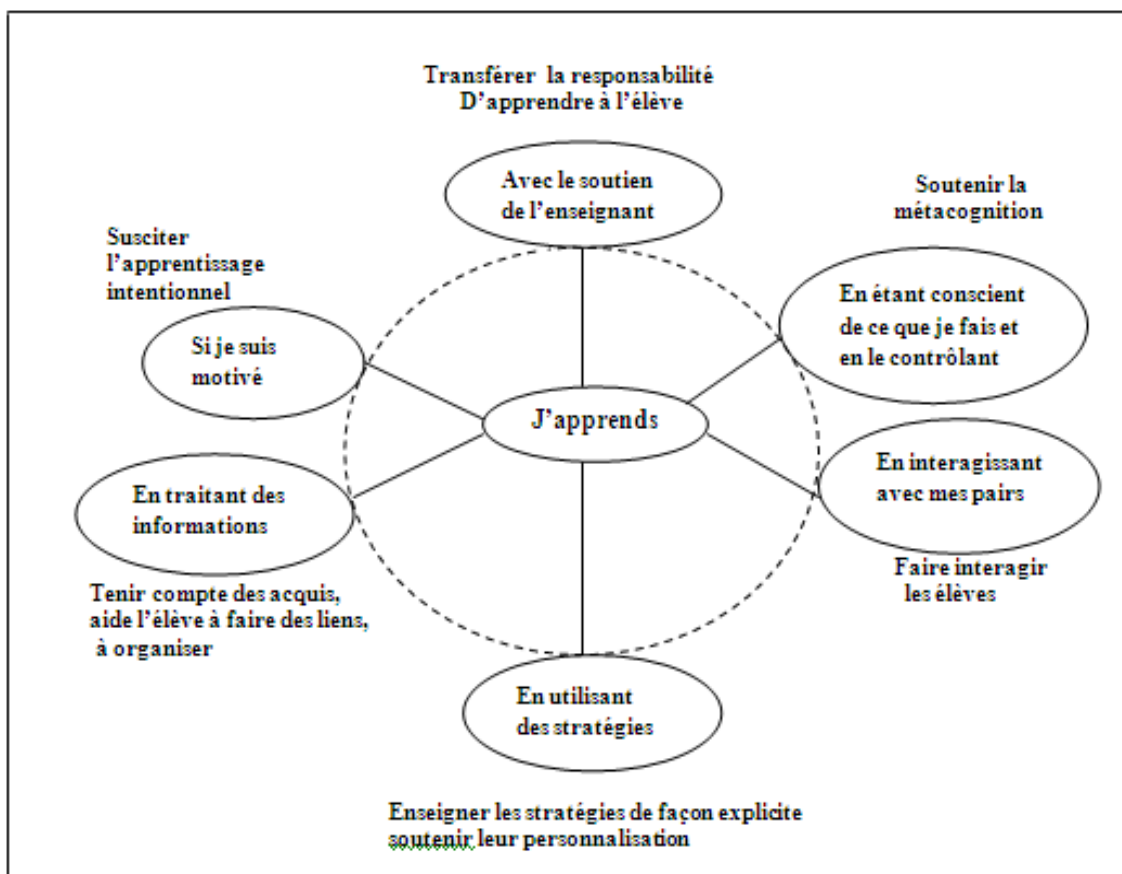 Transférer la responsabilité
D'apprendre à l'élève
Avec le soutien
de l'enseignant
Soutenir la
métacognition
En étant conscient
de ce que je fais et
en le contrôlant
Susciter
l'apprentissage
intentionnel
Si je suis
motivé
J'apprends
En traitant des
informations
Tenir compte des acquis,
aide l'élève à faire des liens,
à organiser
En interagissant
avec mes pairs
Faire interagir
les élèves
En utilisant
des stratégies
Enseigner les stratégies de façon explicite
soutenir leur personnalisation